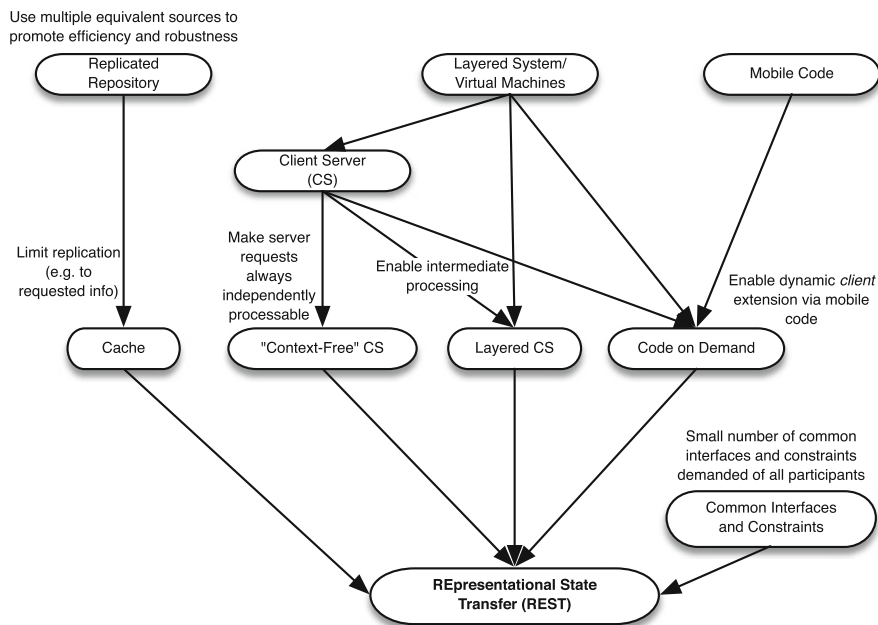 Use multiple equivalent sources to
promote efficiency and robustness
Replicated
Repository
Layered System/
Virtual Machines
Mobile Code
Client Server
(CS)
Limit replication
(e.g. to
requested info)
Make server
requests
always
independently
processable
Enable intermediate
processing
Enable dynamic client
extension via mobile
code
Cache
"Context-Free" CS
Layered CS
Code on Demand
Small number of common
interfaces and constraints
demanded of all participants
Common Interfaces
and Constraints
REpresentational State
Transfer (REST)